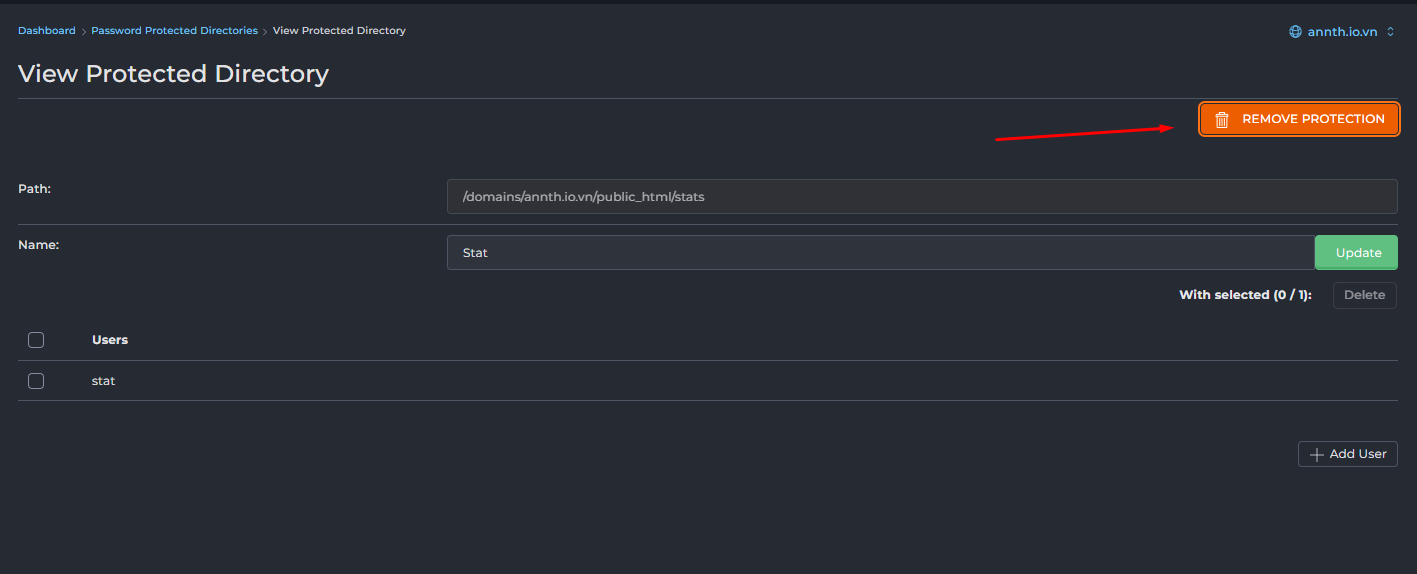 Dashboard > Password Protected Directories > View Protected Directory
annth.io.vn
View Protected Directory
REMOVE PROTECTION
Path:
/domains/annth.io.vn/public_html/stats
Name:
Stat
Update
With selected (0 / 1):
Delete
Users
stat
Add User